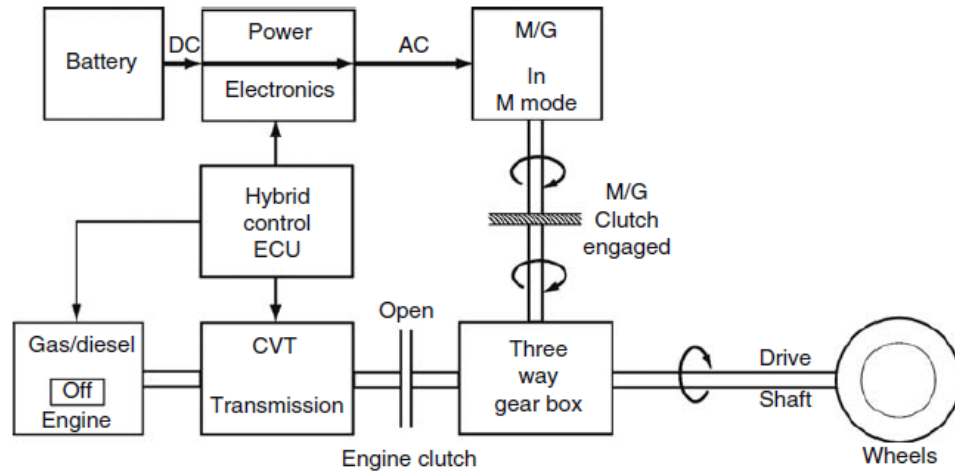 Battery
DC
Power
Electronics
AC
M/G
In
M mode
Hybrid
control
ECU
M/G
Clutch
engaged
Gas/diesel
Off
Engine
CVT
Transmission
Open
Engine clutch
Three
way
gear box
Drive
Shaft
Wheels